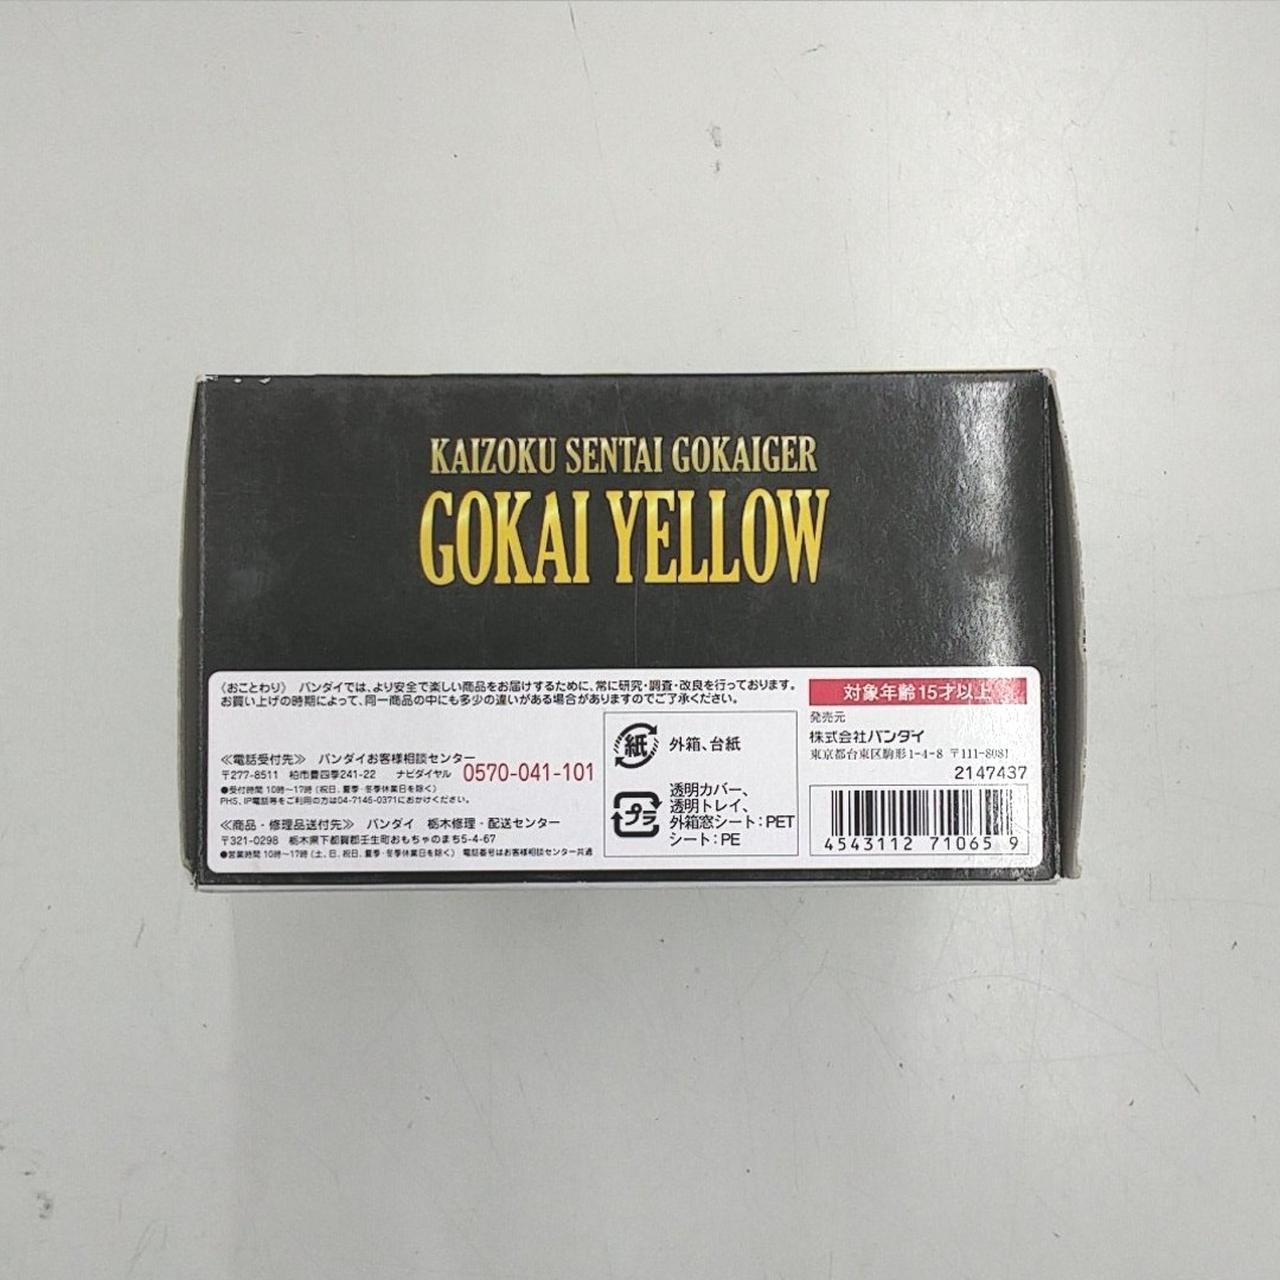 KAIZOKU SENTAI GOKAIGER
GOKAI YELLOW
〈おことわり〉 バンダイでは、より安全で楽しい商品をお届けするために、常に研究・調査・改良を行っております。
お買い上げの時期によって、同一商品の中にも多少の違いがある場合がありますのでご了承ください。
≪電話受付先≫ バンダイお客様相談センター
〒277-8511 柏市豊四季241-22 ナビダイヤル 0570-041-101
●受付時間 10時～17時 (祝日、夏季・冬季休業日を除く)
PHS、IP電話等をご利用の方は04-7146-0371におかけください。
≪商品・修理品送付先≫ バンダイ 栃木修理・配送センター
〒321-0298 栃木県下都賀郡壬生町おもちゃのまち5-4-67
●営業時間 10時～17時 (土、日、祝日、夏季・冬季休業日を除く) 電話番号はお客様相談センター共通
紙 外箱、台紙
プラ
透明カバー、
透明トレイ、
外箱窓シート：PET
シート：PE
対象年齢15才以上
発売元
株式会社バンダイ
東京都台東区駒形1-4-8 〒111-8081
2147437
4543112 71065 9